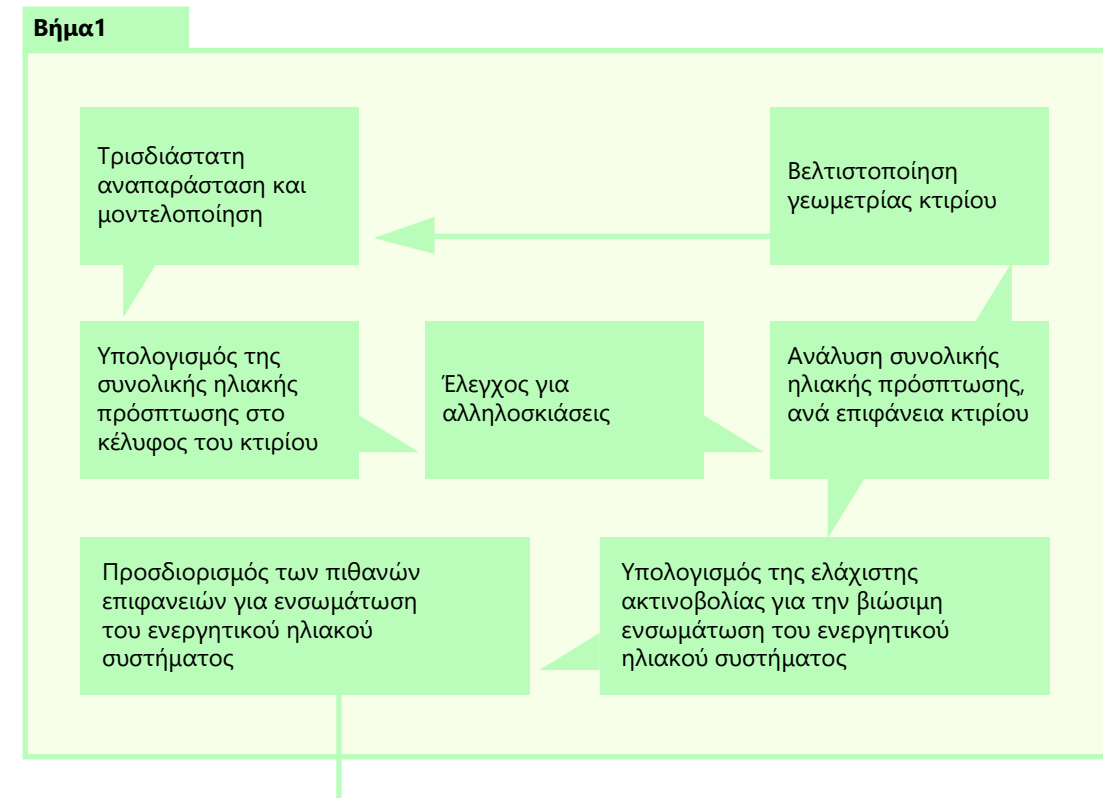 Βήμα1
Τρισδιάστατη
αναπαράσταση και
μοντελοποίηση
Βελτιστοποίηση
γεωμετρίας κτιρίου
Υπολογισμός της
συνολικής ηλιακής
πρόσπτωσης στο
κέλυφος του κτιρίου
Έλεγχος για
αλληλοσκιάσεις
Ανάλυση συνολικής
ηλιακής πρόσπτωσης,
ανά επιφάνεια κτιρίου
Προσδιορισμός των πιθανών
επιφανειών για ενσωμάτωση
του ενεργητικού ηλιακού
συστήματος
Υπολογισμός της ελάχιστης
ακτινοβολίας για την βιώσιμη
ενσωμάτωση του ενεργητικού
ηλιακού συστήματος